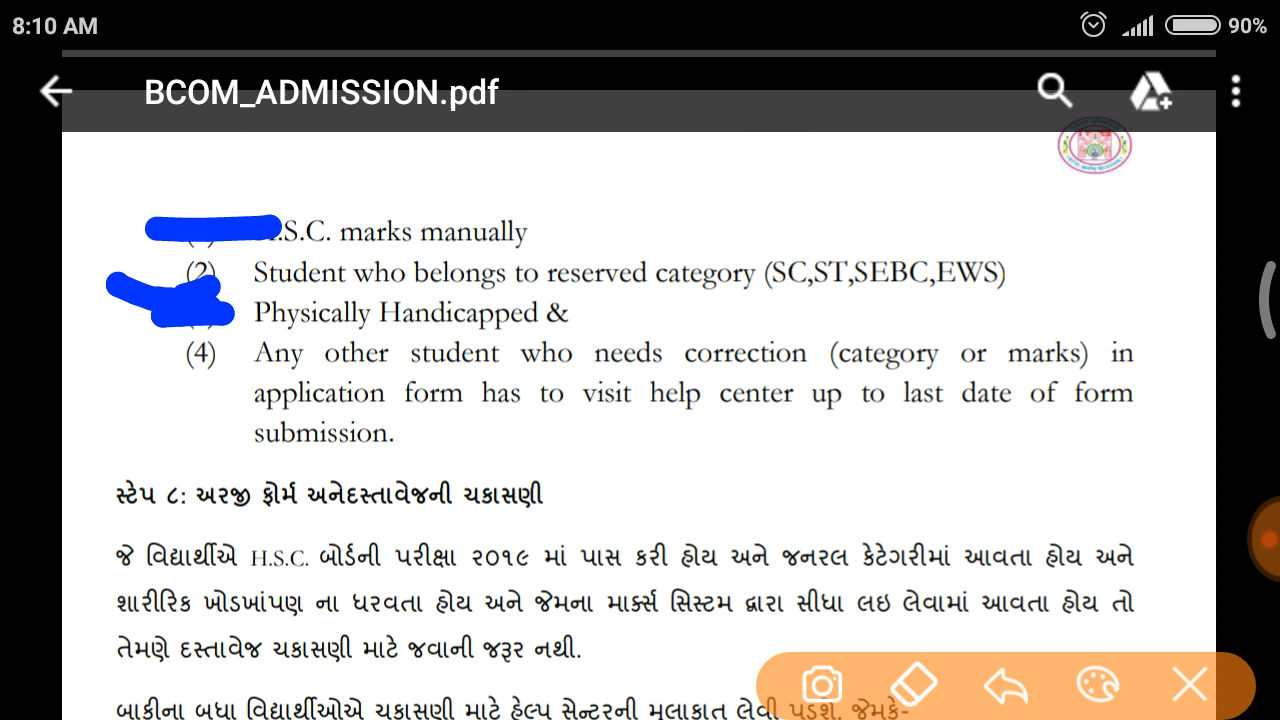 8:10 AM
90%
BCOM_ADMISSION.pdf
.S.C. marks manually
(2) Student who belongs to reserved category (SC,ST,SEBC,EWS)
Physically Handicapped &
(4) Any other student who needs correction (category or marks) in
application form has to visit help center up to last date of form
submission.
સ્ટેપ ૮: અરજી ફોર્મ અનેદસ્તાવેજની ચકાસણી
જે વિદ્યાર્થીએ H.S.C. બોર્ડની પરીક્ષા ૨૦૧૯ માં પાસ કરી હોય અને જનરલ કેટેગરીમાં આવતા હોય અને
શારીરિક ખોડખાંપણ ના ધરવતા હોય અને જેમના માર્ક્સ સિસ્ટમ દ્વારા સીધા લઇ લેવામાં આવતા હોય તો
તેમણે દસ્તાવેજ ચકાસણી માટે જવાની જરૂર નથી.
બાકીના બધા વિદ્યાર્થીઓએ ચકાસણી માટે હેલ્પ સેન્ટરની મુલાકાત લેવી પડશે. જેમકે-